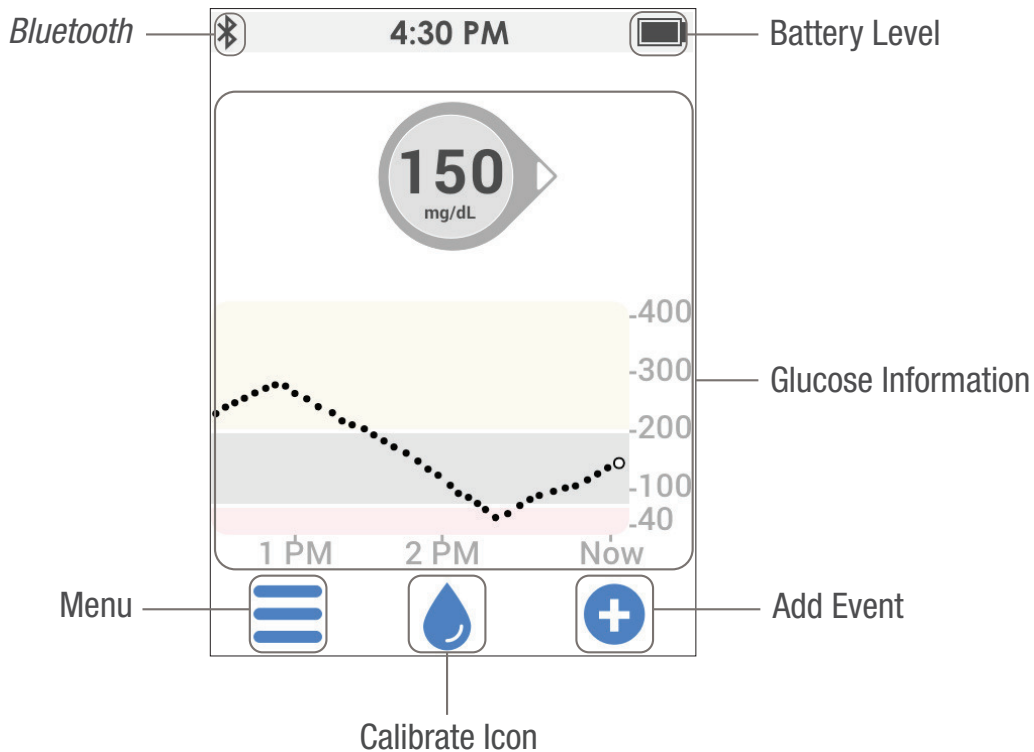 Bluetooth
4:30 PM
Battery Level
150
mg/dL
-400
-300
Glucose Information
-200
-100
-40
1 PM 2 PM Now
Menu
Add Event
Calibrate Icon